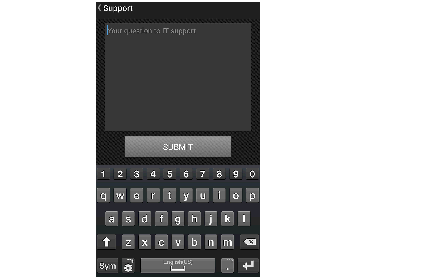 Support
Your question to IT support
SUBMIT
1 2 3 4 5 6 7 8 9 0
q w e r t y u i o p
a s d f g h j k l
z x c v b n m
Sym English(US) .